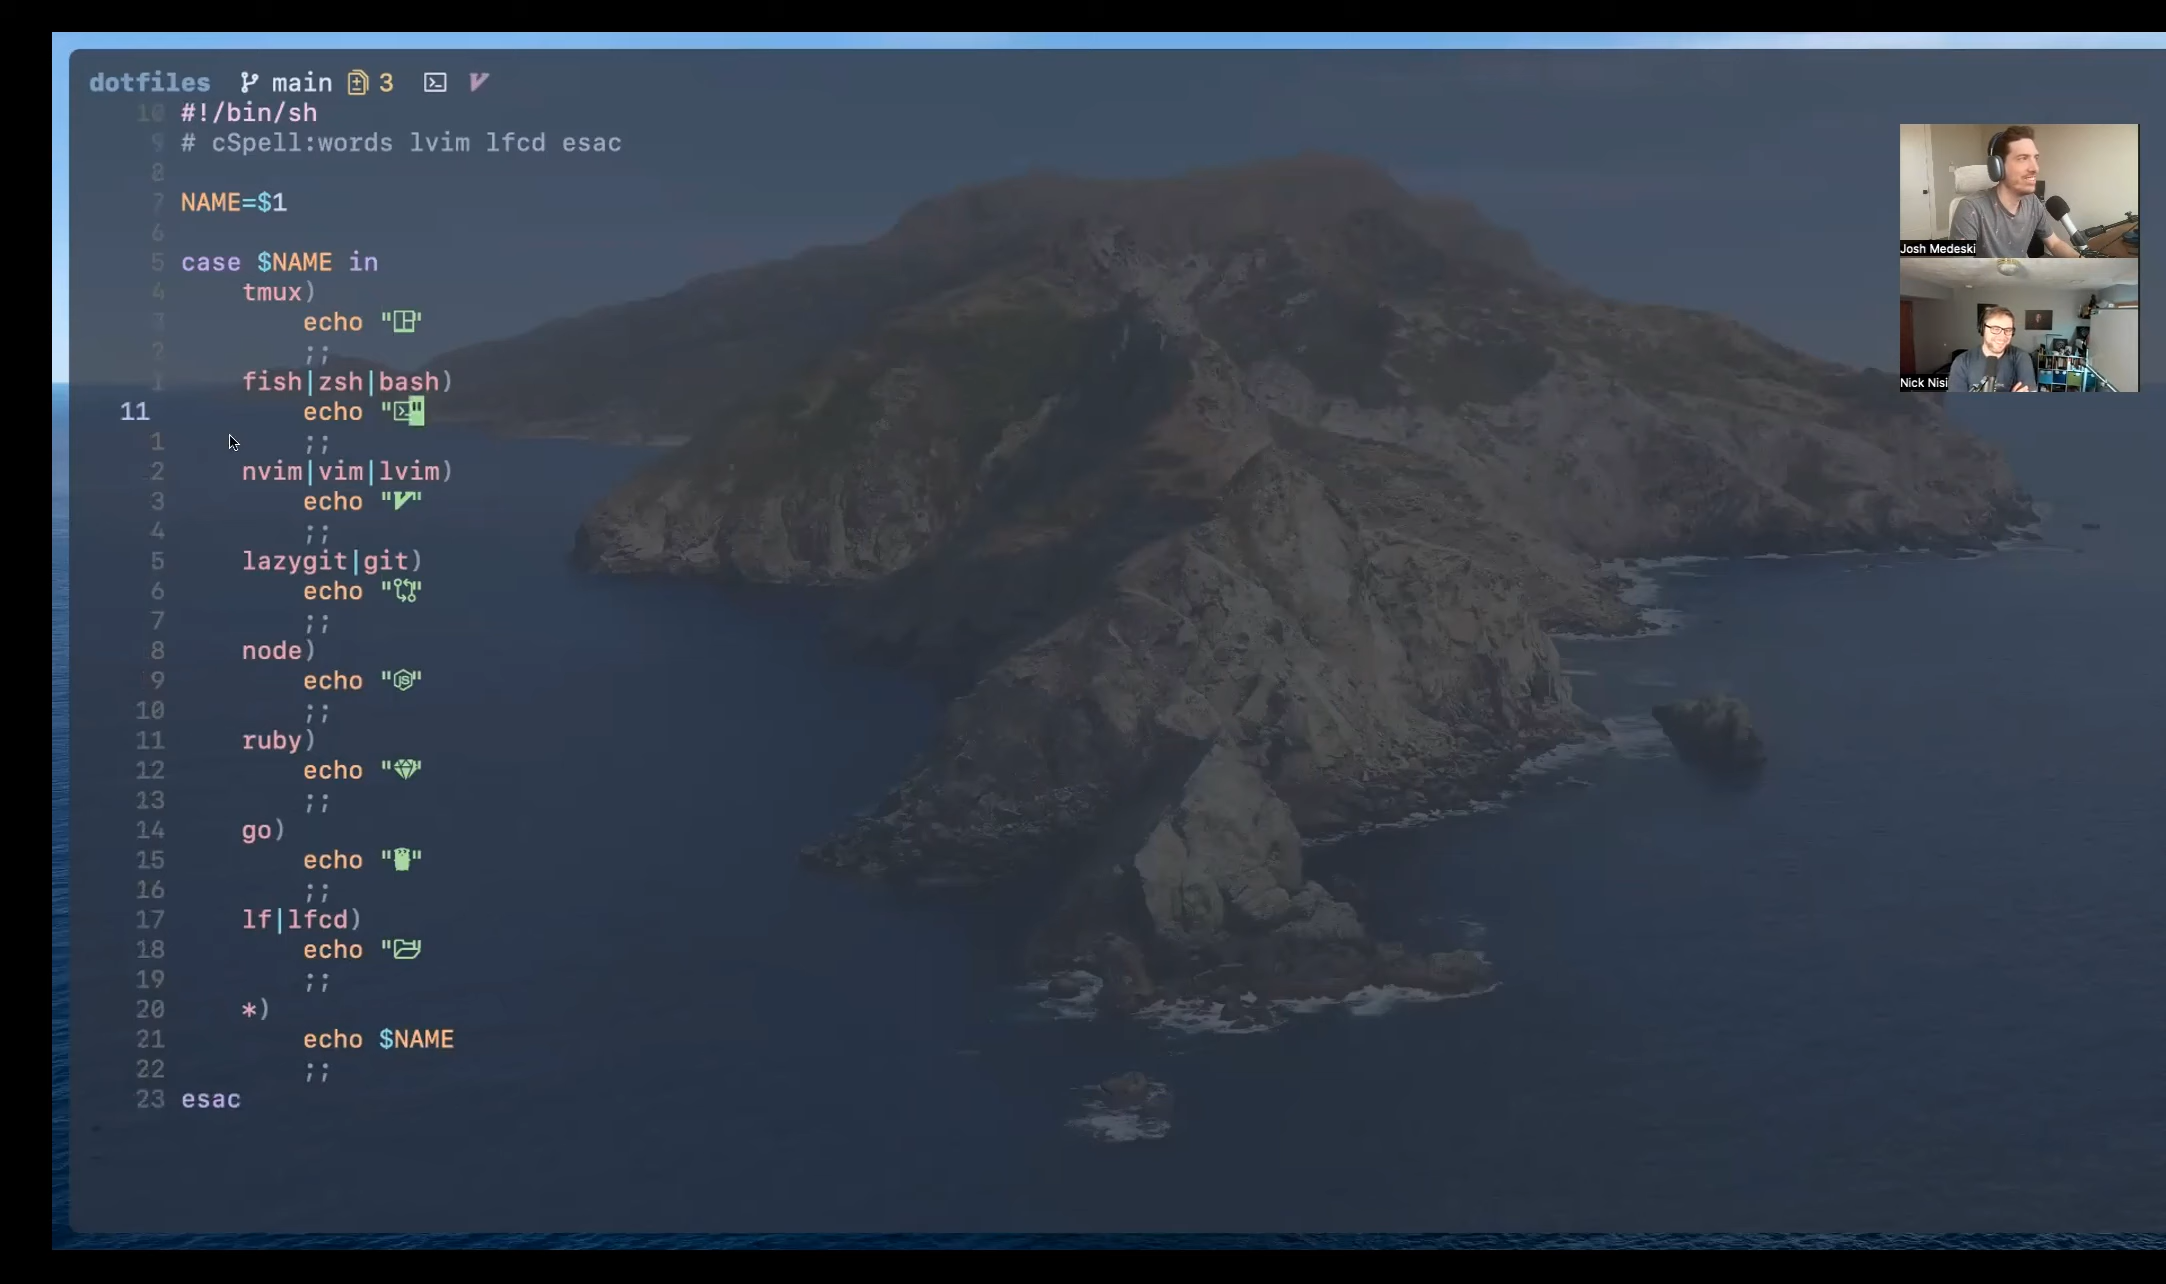 dotfiles main 3
10 #!/bin/sh
9 # cSpell:words lvim lfcd esac
8
7 NAME=$1
6
5 case $NAME in
4 tmux)
3 echo ""
2 ;;
1 fish|zsh|bash)
11 echo ""
1 ;;
2 nvim|vim|lvim)
3 echo ""
4 ;;
5 lazygit|git)
6 echo ""
7 ;;
8 node)
9 echo ""
10 ;;
11 ruby)
12 echo ""
13 ;;
14 go)
15 echo ""
16 ;;
17 lf|lfcd)
18 echo ""
19 ;;
20 *)
21 echo $NAME
22 ;;
23 esac
Josh Medeski
Nick Nisi